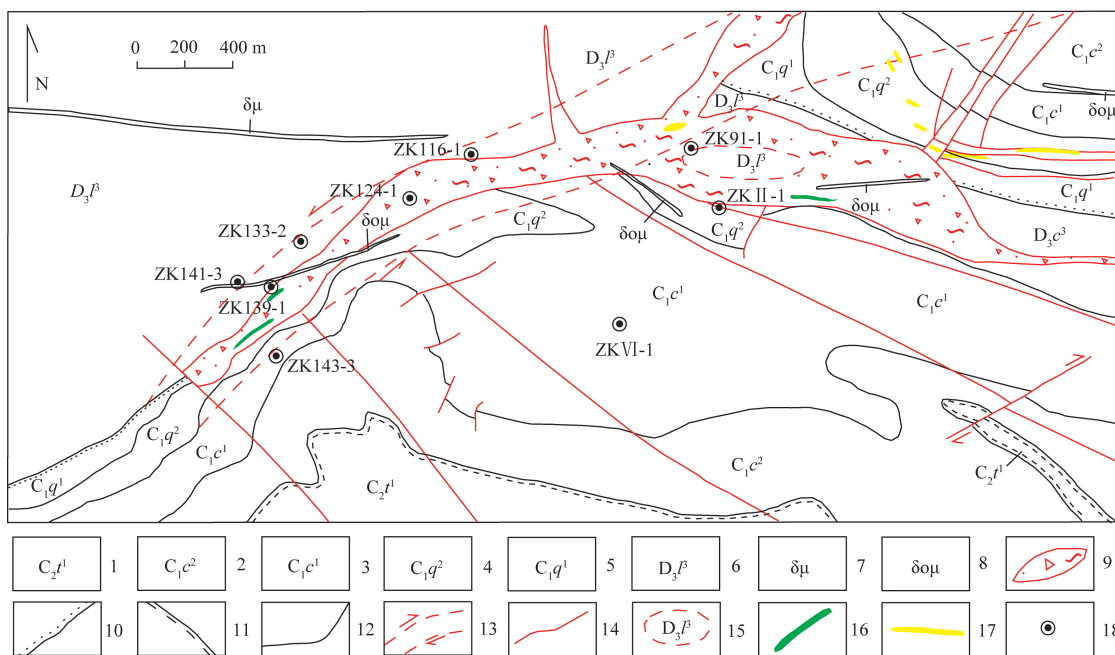 0 200 400 m
N
δμ
D₃l³
D₃l³
C₁q¹
C₁q²
C₁c²
δομ
C₁c¹
D₃l³
ZK116-1
ZK91-1
D₃l³
ZK124-1
ZKⅡ-1
δομ
C₁q¹
D₃c³
C₁q²
δομ
C₁q²
ZK133-2
δομ
ZK141-3
ZK139-1
C₁c¹
C₁c¹
ZKⅥ-1
ZK143-3
C₁q²
C₁c¹
C₁q¹
C₂t¹
C₁c²
C₂t¹
C₂t¹ 1 C₁c² 2 C₁c¹ 3 C₁q² 4 C₁q¹ 5 D₃l³ 6 δμ 7 δομ 8 9
10 11 12 13 14 D₃l³ 15 16 17 18